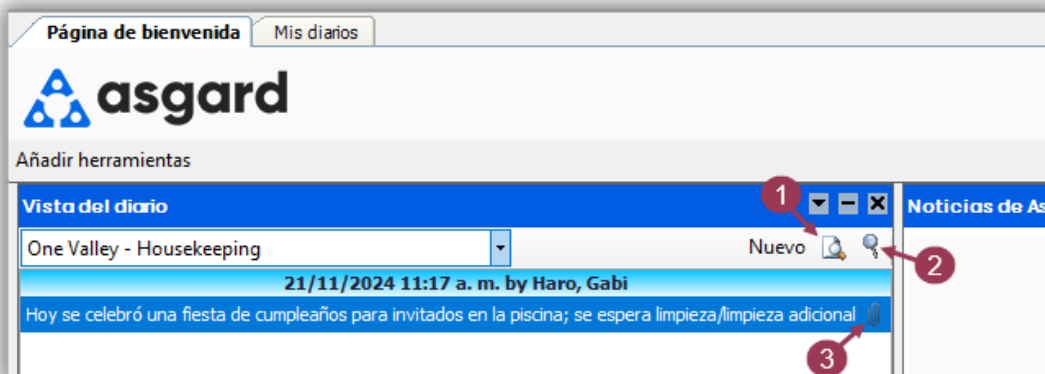 Página de bienvenida Mis diarios
asgard
Añadir herramientas
1
Vista del diario Noticias de As
One Valley - Housekeeping Nuevo
2
21/11/2024 11:17 a. m. by Haro, Gabi
Hoy se celebró una fiesta de cumpleaños para invitados en la piscina; se espera limpieza/limpieza adicional
3